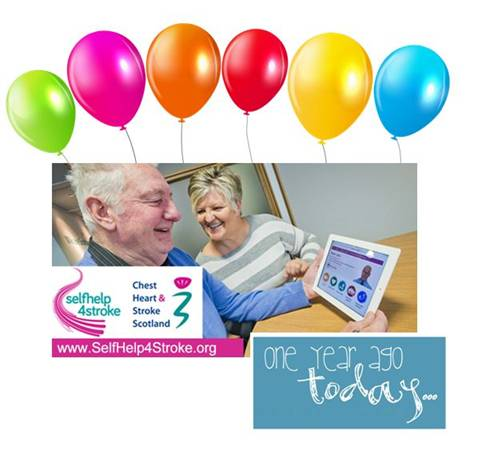 selfhelp
4stroke
Chest
Heart &
Stroke
Scotland
www.SelfHelp4Stroke.org
one year ago
today...